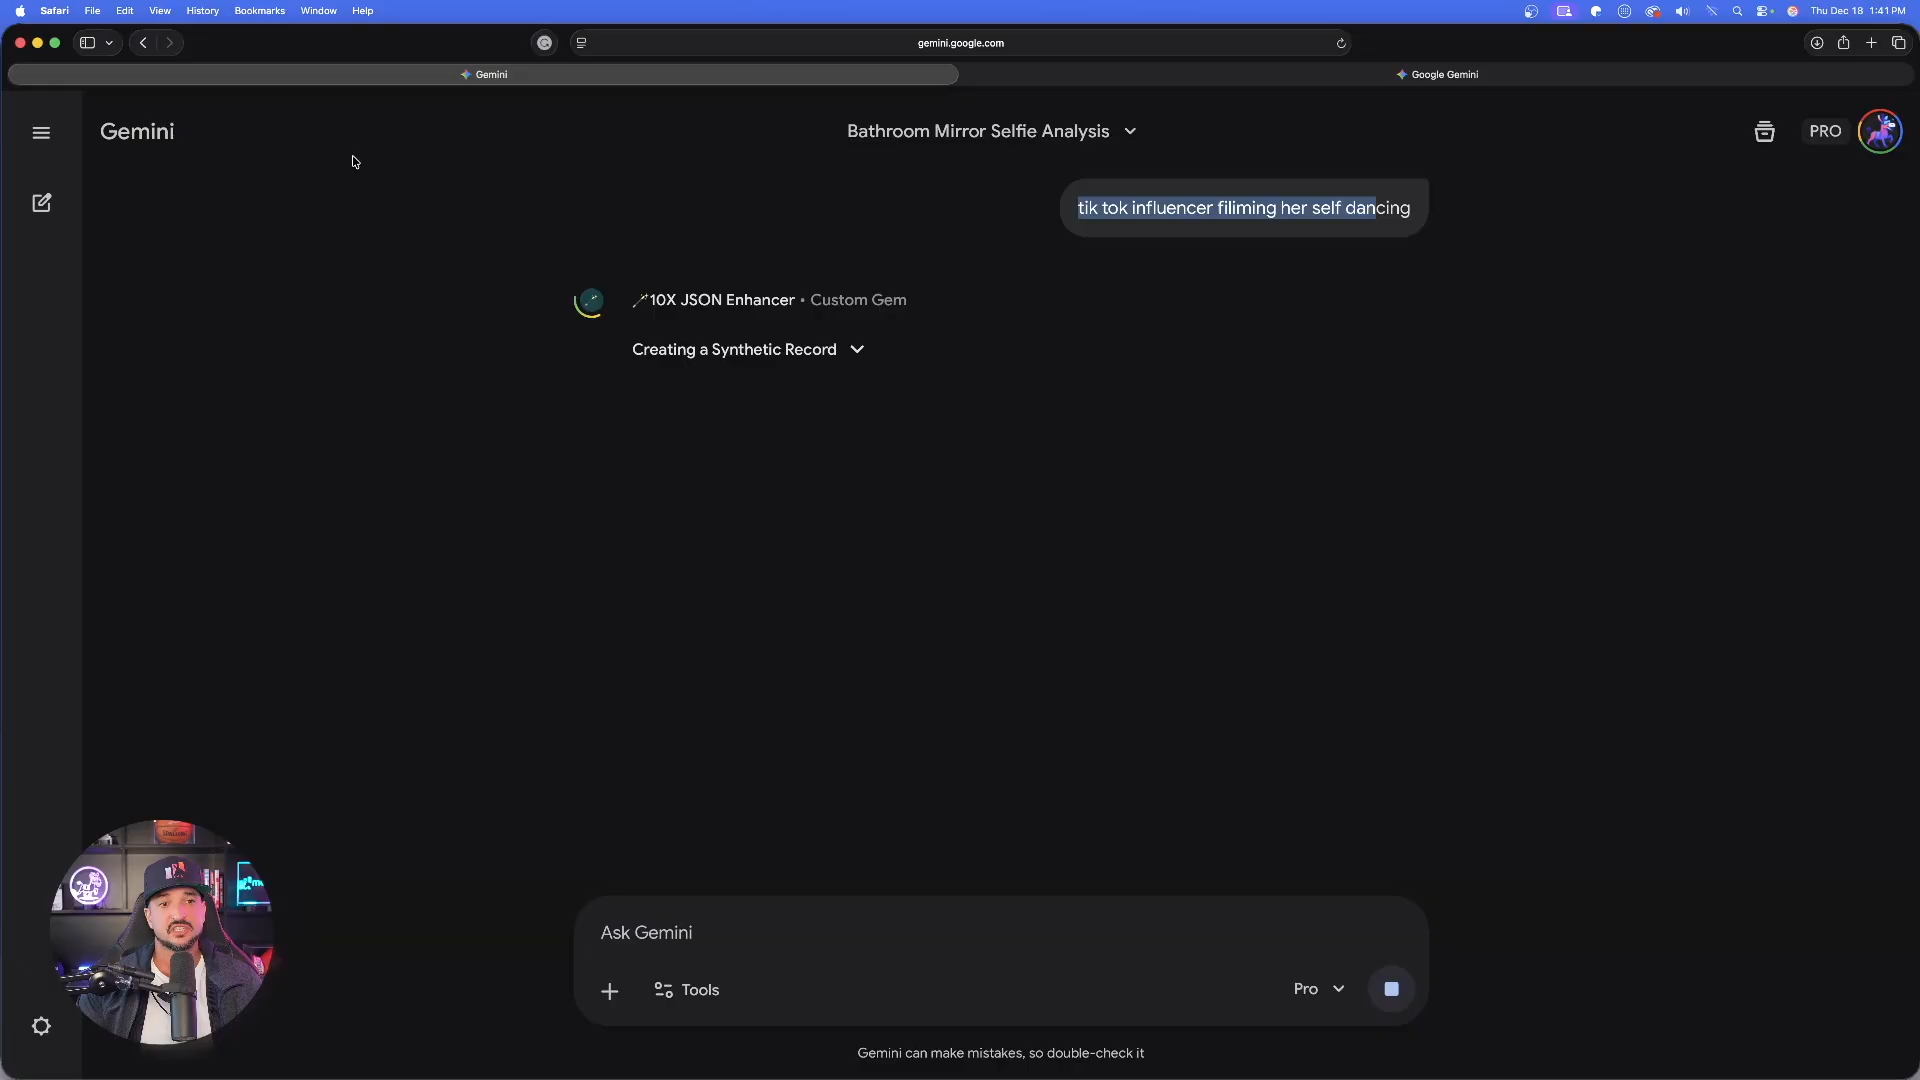 Safari File Edit View History Bookmarks Window Help
Thu Dec 18 1:41 PM
gemini.google.com
Gemini
Google Gemini
Gemini
Bathroom Mirror Selfie Analysis
PRO
tik tok influencer filiming her self dancing
10X JSON Enhancer • Custom Gem
Creating a Synthetic Record
Ask Gemini
Tools
Pro
Gemini can make mistakes, so double-check it